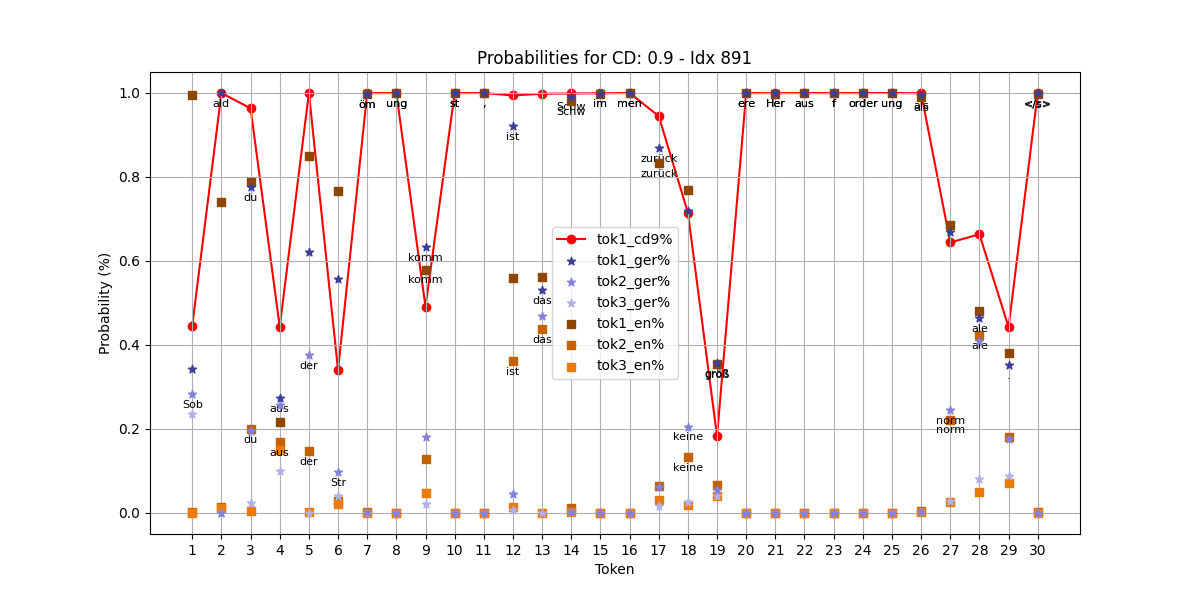 Probabilities for CD: 0.9 - Idx 891
Probability (%)
1.0
0.8
0.6
0.4
0.2
0.0
ald
öm
ung
st
,
Schw
Schw
im
men
ere
Her
aus
f
order
ung
als
als
</s>
ist
zurück
zurück
du
komm
komm
das
das
der
ist
groß
groß
ale
ale
Sob
aus
aus
du
der
Str
keine
keine
norm
norm
.
tok1_cd9%
tok1_ger%
tok2_ger%
tok3_ger%
tok1_en%
tok2_en%
tok3_en%
1 2 3 4 5 6 7 8 9 10 11 12 13 14 15 16 17 18 19 20 21 22 23 24 25 26 27 28 29 30
Token